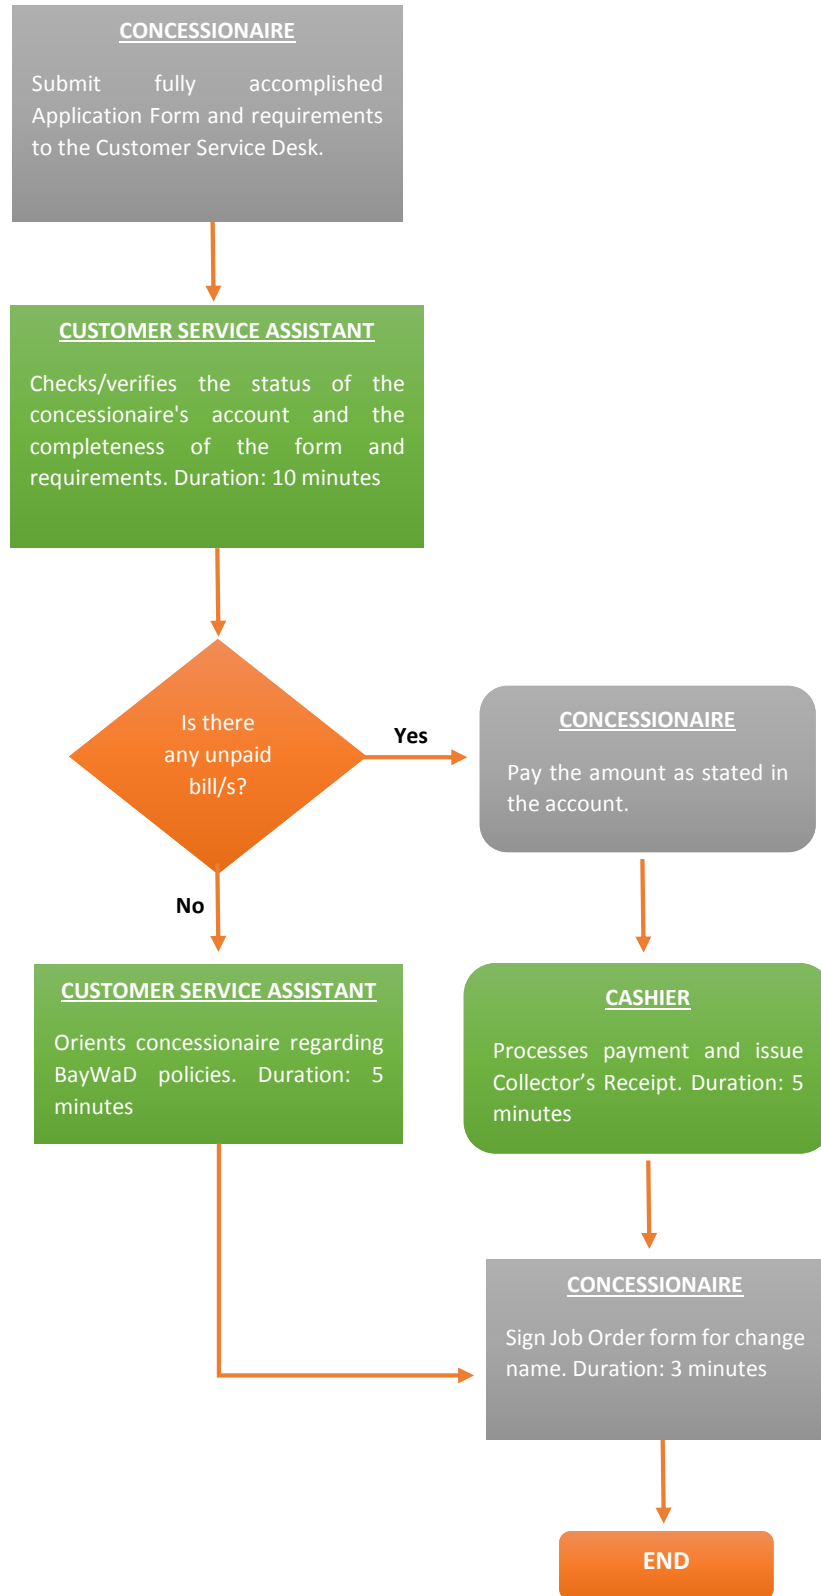 CONCESSIONAIRE
Submit fully accomplished
Application Form and requirements
to the Customer Service Desk.
CUSTOMER SERVICE ASSISTANT
Checks/verifies the status of the
concessionaire's account and the
completeness of the form and
requirements. Duration: 10 minutes
Is there
any unpaid
bill/s?
Yes
CONCESSIONAIRE
Pay the amount as stated in
the account.
No
CUSTOMER SERVICE ASSISTANT
Orients concessionaire regarding
BayWaD policies. Duration: 5
minutes
CASHIER
Processes payment and issue
Collector’s Receipt. Duration: 5
minutes
CONCESSIONAIRE
Sign Job Order form for change
name. Duration: 3 minutes
END